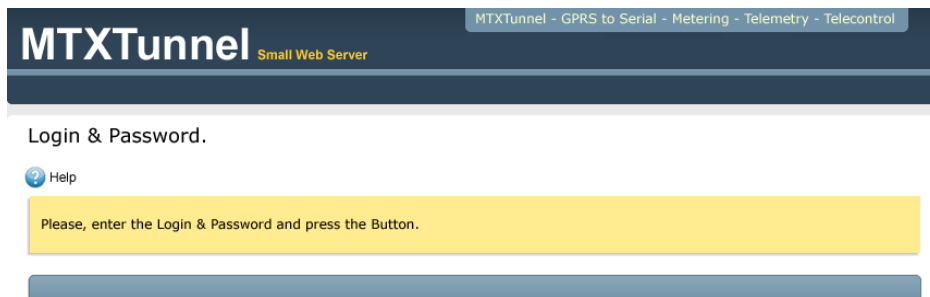 MTXTunnel - GPRS to Serial - Metering - Telemetry - Telecontrol
MTXTunnel Small Web Server
Login & Password.
Help
Please, enter the Login & Password and press the Button.